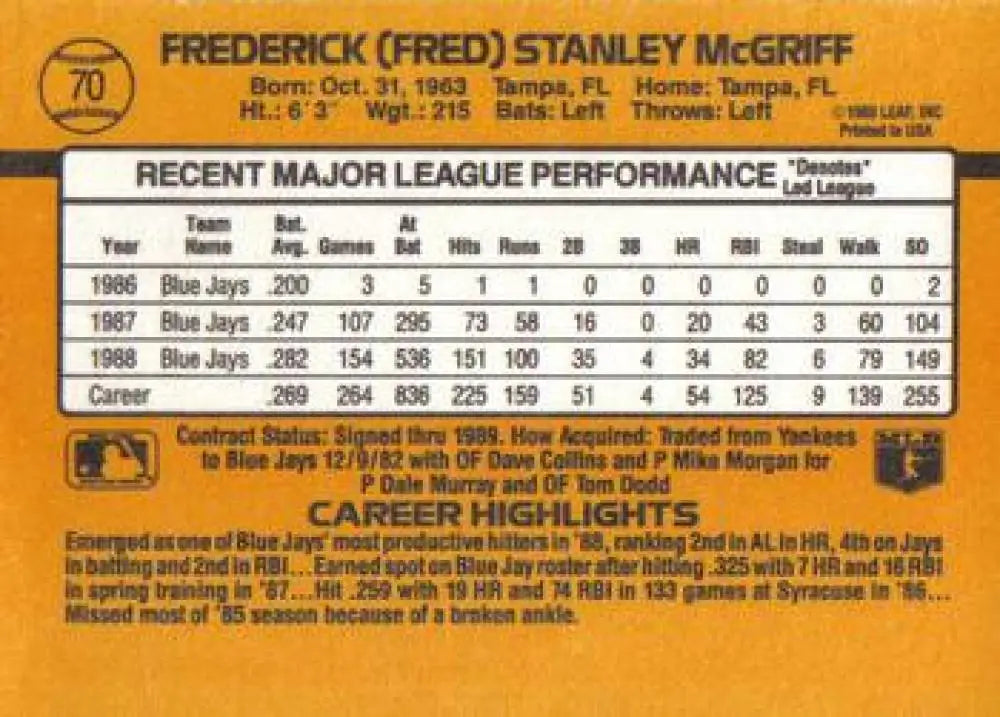 70
FREDERICK (FRED) STANLEY McGRIFF
Born: Oct. 31, 1963 Tampa, FL Home: Tampa, FL
Ht.: 6'3" Wgt.: 215 Bats: Left Throws: Left
© 1989 LEAF, INC
Printed in USA
RECENT MAJOR LEAGUE PERFORMANCE "Denotes"
Led League
Team Bat. At
Year Name Avg. Games Bat Hits Runs 2B 3B HR RBI Steal Walk SO
1986 Blue Jays .200 3 5 1 1 0 0 0 0 0 0 2
1987 Blue Jays .247 107 295 73 58 16 0 20 43 3 60 104
1988 Blue Jays .282 154 536 151 100 35 4 34 82 6 79 149
Career .269 264 836 225 159 51 4 54 125 9 139 255
Contract Status: Signed thru 1989. How Acquired: Traded from Yankees
to Blue Jays 12/9/82 with OF Dave Collins and P Mike Morgan for
P Dale Murray and OF Tom Dodd
CAREER HIGHLIGHTS
Emerged as one of Blue Jays' most productive hitters in '88, ranking 2nd in AL in HR, 4th on Jays
in batting and 2nd in RBI...Earned spot on Blue Jay roster after hitting .325 with 7 HR and 16 RBI
in spring training in '87...Hit .259 with 19 HR and 74 RBI in 133 games at Syracuse in '86...
Missed most of '85 season because of a broken ankle.